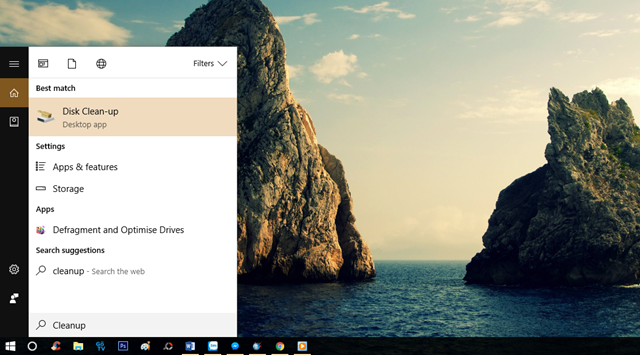 Filters
Best match
Disk Clean-up
Desktop app
Settings
Apps & features
Storage
Apps
Defragment and Optimise Drives
Search suggestions
cleanup - Search the web
Cleanup
Ps
W